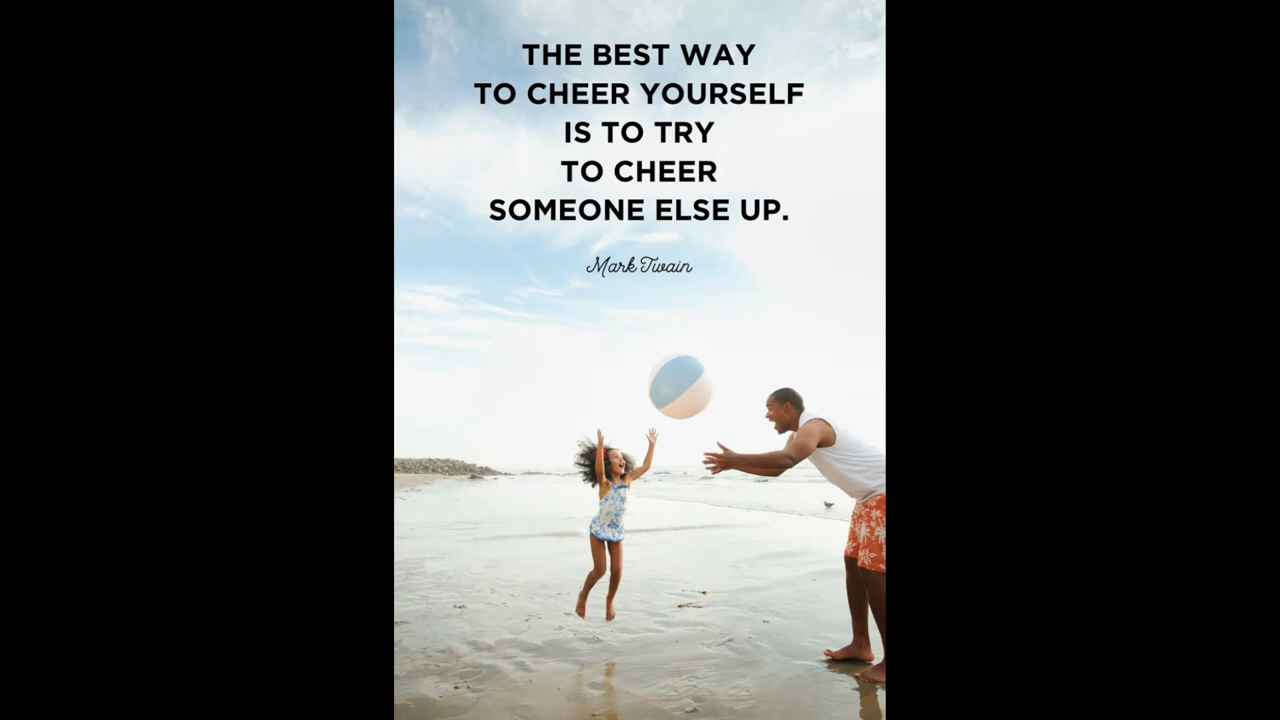 THE BEST WAY
TO CHEER YOURSELF
IS TO TRY
TO CHEER
SOMEONE ELSE UP.
Mark Twain